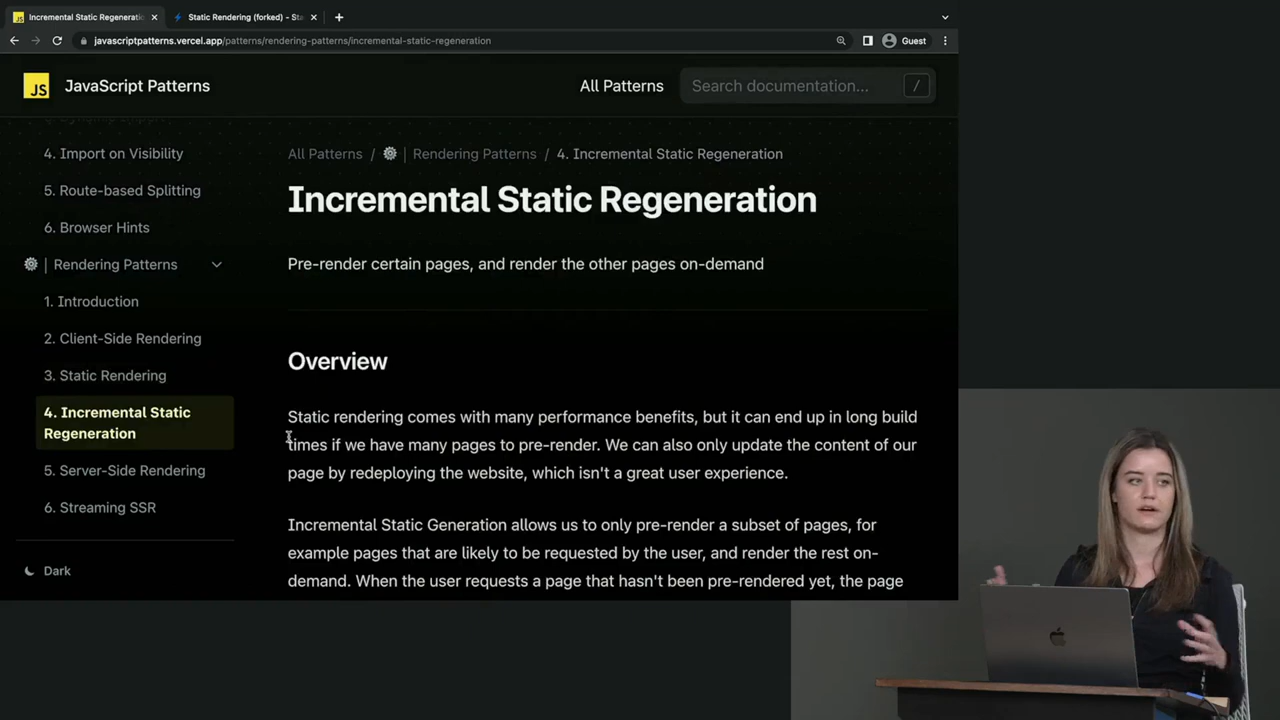 Incremental Static Regeneratio
Static Rendering (forked) - Sta
javascriptpatterns.vercel.app/patterns/rendering-patterns/incremental-static-regeneration
Guest
JS
JavaScript Patterns
All Patterns
Search documentation...
/
4. Import on Visibility
5. Route-based Splitting
6. Browser Hints
| Rendering Patterns
1. Introduction
2. Client-Side Rendering
3. Static Rendering
4. Incremental Static
Regeneration
5. Server-Side Rendering
6. Streaming SSR
Dark
All Patterns / | Rendering Patterns / 4. Incremental Static Regeneration
Incremental Static Regeneration
Pre-render certain pages, and render the other pages on-demand
Overview
Static rendering comes with many performance benefits, but it can end up in long build
times if we have many pages to pre-render. We can also only update the content of our
page by redeploying the website, which isn't a great user experience.
Incremental Static Generation allows us to only pre-render a subset of pages, for
example pages that are likely to be requested by the user, and render the rest on-
demand. When the user requests a page that hasn't been pre-rendered yet, the page